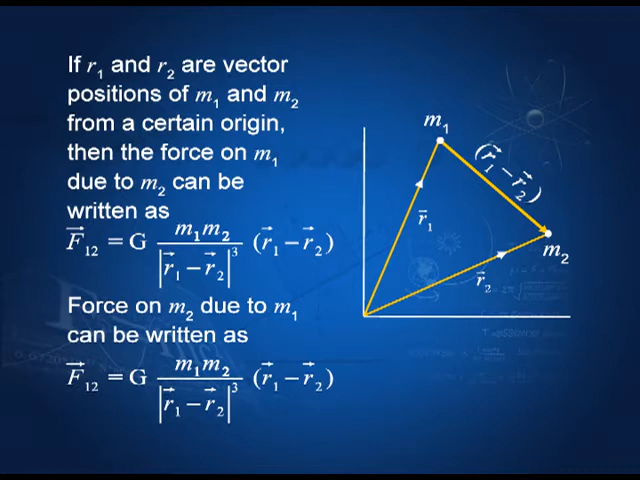 If r₁ and r₂ are vector
positions of m₁ and m₂
from a certain origin,
then the force on m₁
due to m₂ can be
written as
F⃗₁₂ = G m₁m₂ / |r⃗₁ − r⃗₂|³ (r⃗₁ − r⃗₂)
Force on m₂ due to m₁
can be written as
F⃗₁₂ = G m₁m₂ / |r⃗₁ − r⃗₂|³ (r⃗₁ − r⃗₂)
m₁
(r⃗₁ − r⃗₂)
r⃗₁
m₂
r⃗₂